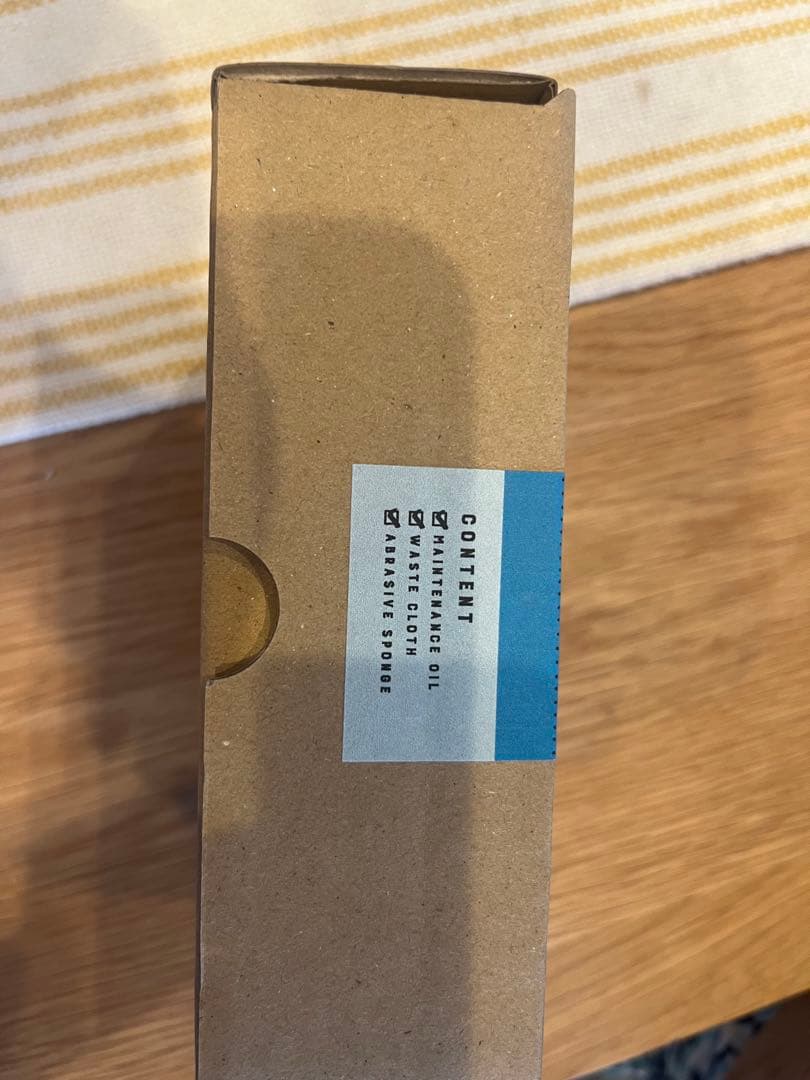 CONTENT
☑ MAINTENANCE OIL
☑ WASTE CLOTH
☑ ABRASIVE SPONGE